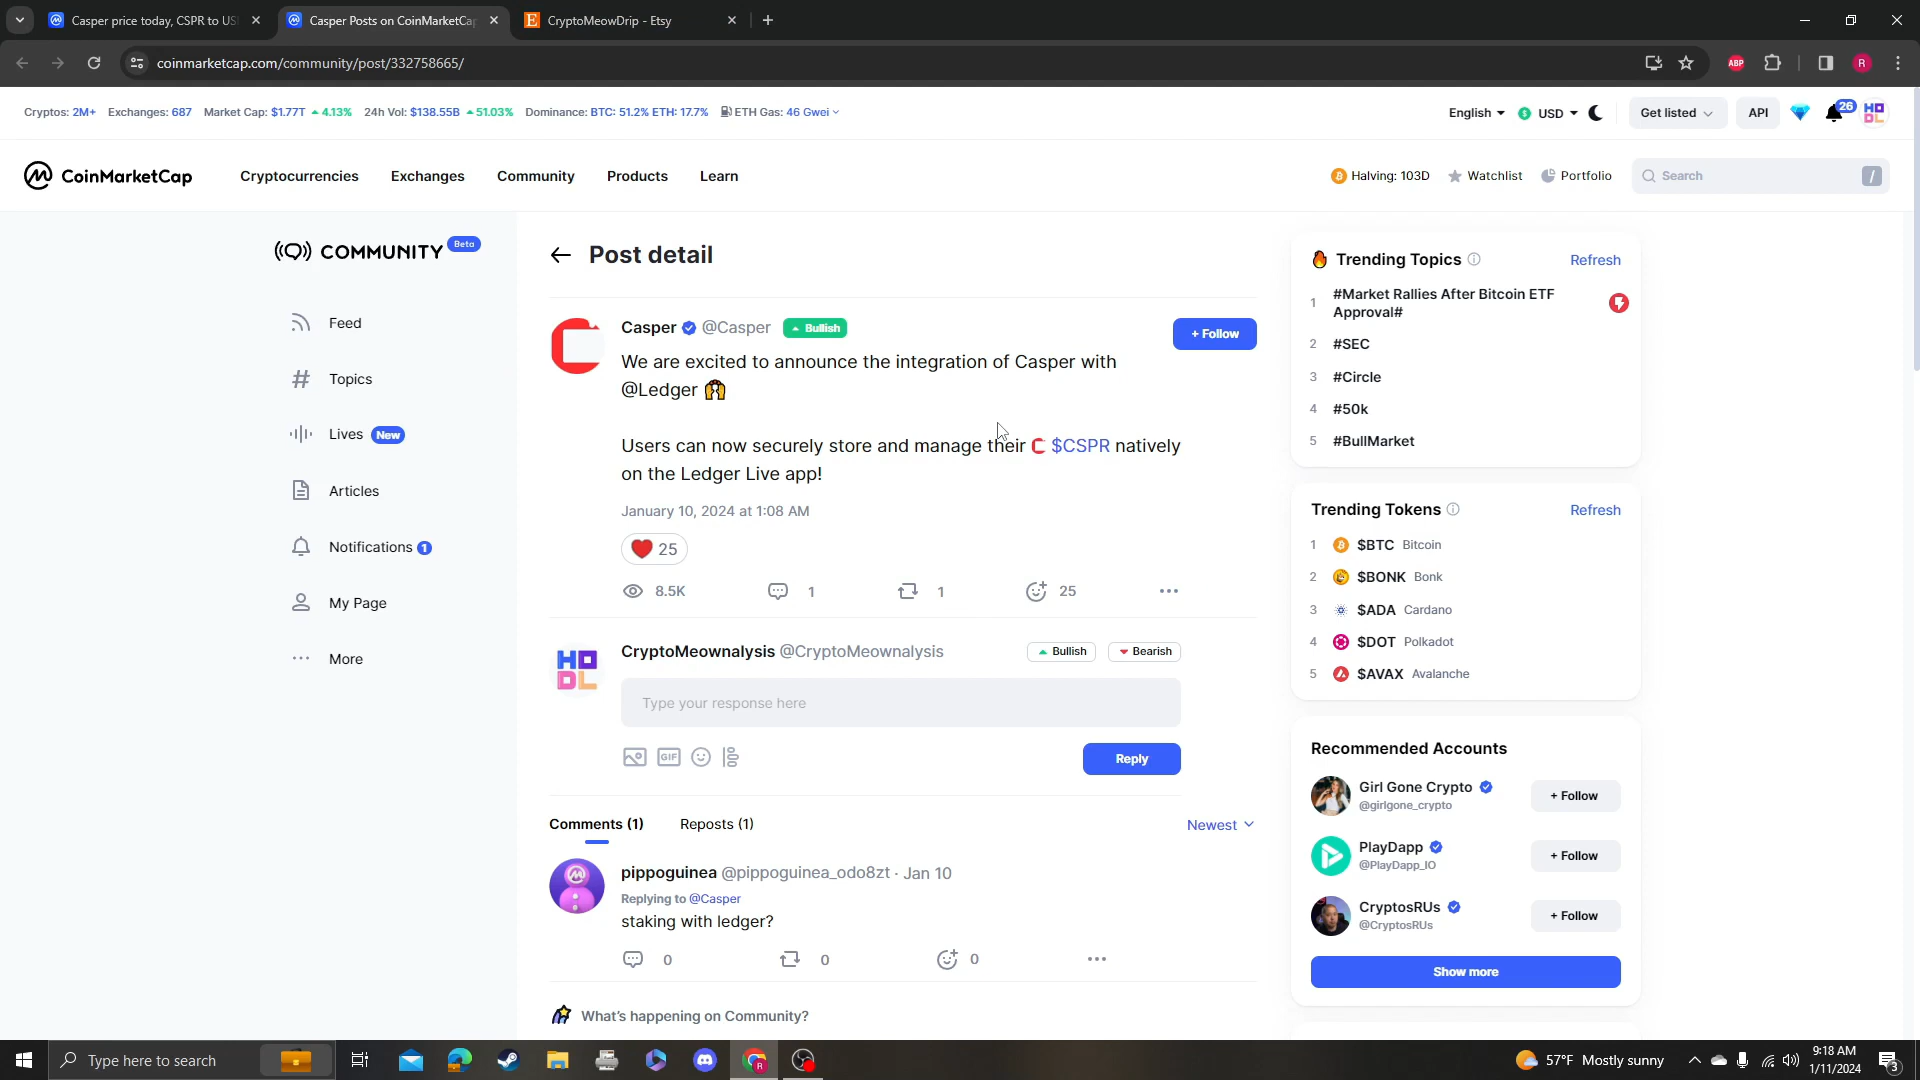 Casper price today, CSPR to US
Casper Posts on CoinMarketCap
CryptoMeowDrip - Etsy
coinmarketcap.com/community/post/332758665/
ABP
R
Cryptos: 2M+ Exchanges: 687 Market Cap: $1.77T 4.13% 24h Vol: $138.55B 51.03% Dominance: BTC: 51.2% ETH: 17.7% ETH Gas: 46 Gwei
English
USD
Get listed
API
26
HODL
CoinMarketCap
Cryptocurrencies
Exchanges
Community
Products
Learn
Halving: 103D
Watchlist
Portfolio
Search
/
COMMUNITY Beta
Feed
Topics
Lives New
Articles
Notifications 1
My Page
More
Post detail
Casper @Casper Bullish
+ Follow
We are excited to announce the integration of Casper with
@Ledger
Users can now securely store and manage their $CSPR natively
on the Ledger Live app!
January 10, 2024 at 1:08 AM
25
8.5K 1 1 25
HODL
CryptoMeownalysis @CryptoMeownalysis
Bullish
Bearish
Type your response here
GIF
Reply
Comments (1)
Reposts (1)
Newest
pippoguinea @pippoguinea_odo8zt · Jan 10
Replying to @Casper
staking with ledger?
0 0 0
What's happening on Community?
Trending Topics
Refresh
1 #Market Rallies After Bitcoin ETF
Approval#
2 #SEC
3 #Circle
4 #50k
5 #BullMarket
Trending Tokens
Refresh
1 $BTC Bitcoin
2 $BONK Bonk
3 $ADA Cardano
4 $DOT Polkadot
5 $AVAX Avalanche
Recommended Accounts
Girl Gone Crypto
@girlgone_crypto
+ Follow
PlayDapp
@PlayDapp_IO
+ Follow
CryptosRUs
@CryptosRUs
+ Follow
Show more
Type here to search
57°F Mostly sunny
9:18 AM
1/11/2024
3